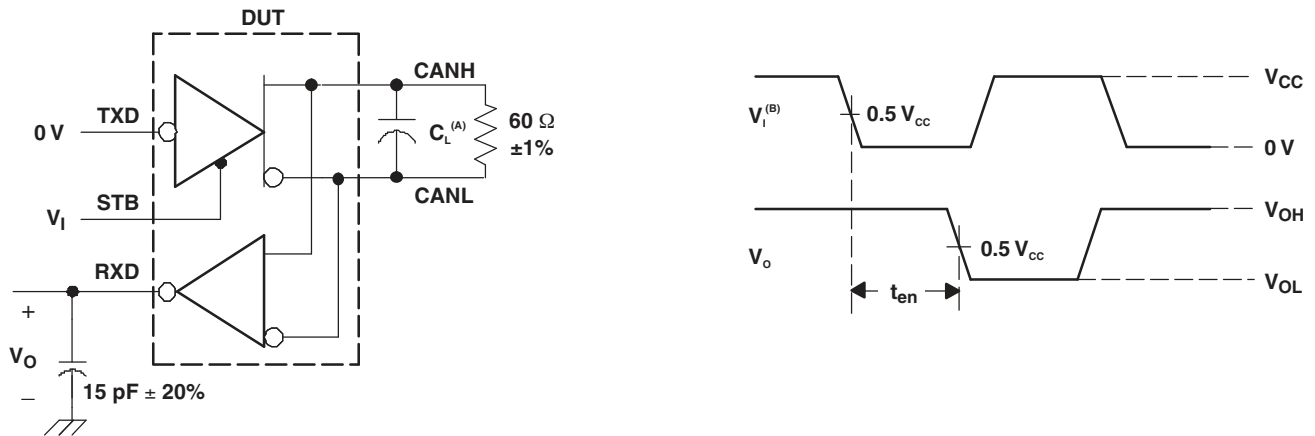 DUT
CANH
TXD
0 V
C_L^(A)
60 Ω
±1%
STB
V_I
CANL
RXD
+
V_O
–
15 pF ± 20%
V_I^(B)
0.5 V_CC
V_CC
0 V
V_O
0.5 V_CC
V_OH
t_en
V_OL